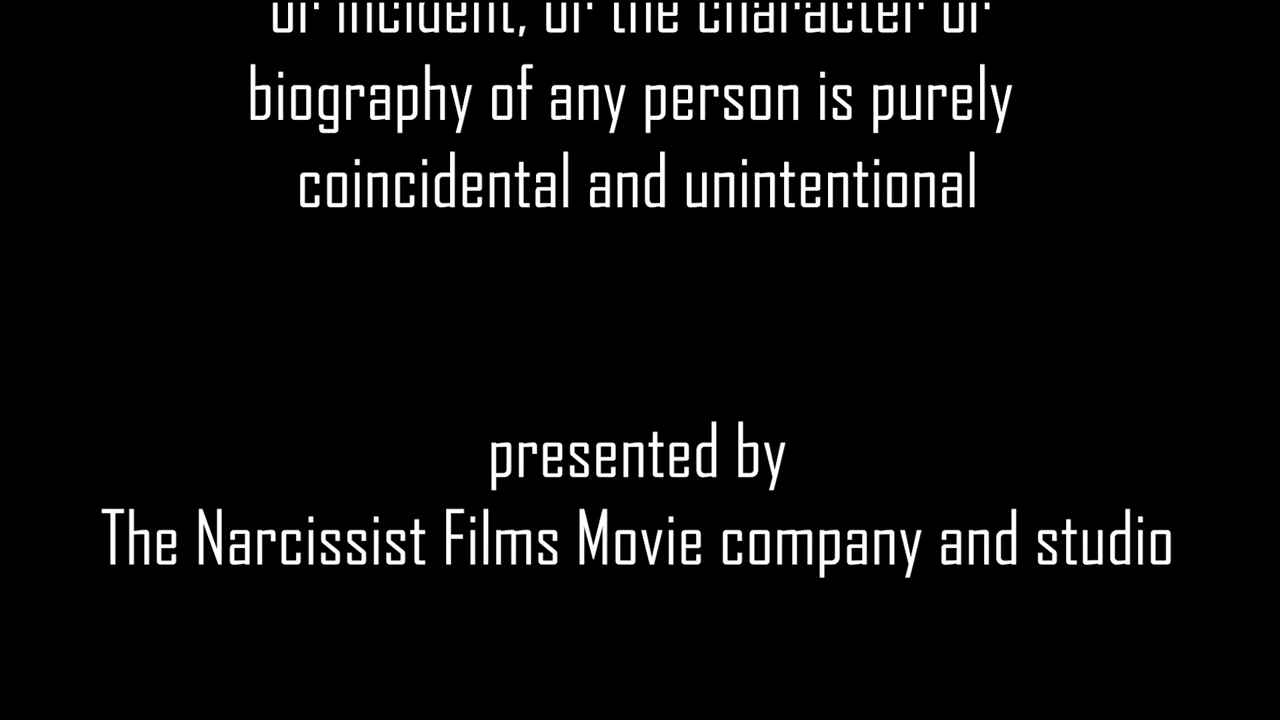 or incident, or the character or
biography of any person is purely
coincidental and unintentional
presented by
The Narcissist Films Movie company and studio